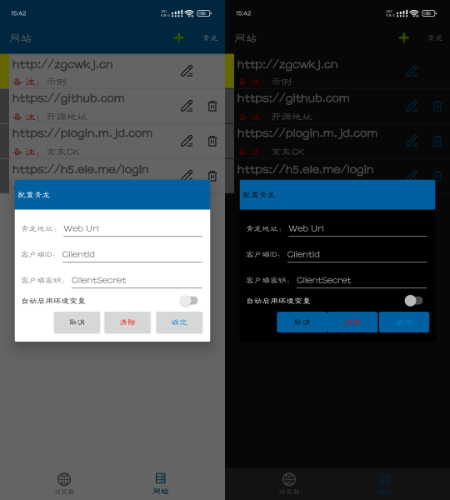 15:42
网站
青龙
http://zgcwkj.cn
备注：示例
https://github.com
备注：开源地址
https://plogin.m.jd.com
备注：京东CK
https://h5.ele.me/login
配置青龙
青龙地址：Web Url
客户端ID：ClientId
客户端密钥：ClientSecret
自动启用环境变量
取消
清除
确定
浏览器
网站
15:42
网站
青龙
http://zgcwkj.cn
备注：示例
https://github.com
备注：开源地址
https://plogin.m.jd.com
备注：京东CK
https://h5.ele.me/login
配置青龙
青龙地址：Web Url
客户端ID：ClientId
客户端密钥：ClientSecret
自动启用环境变量
取消
清除
确定
浏览器
网站